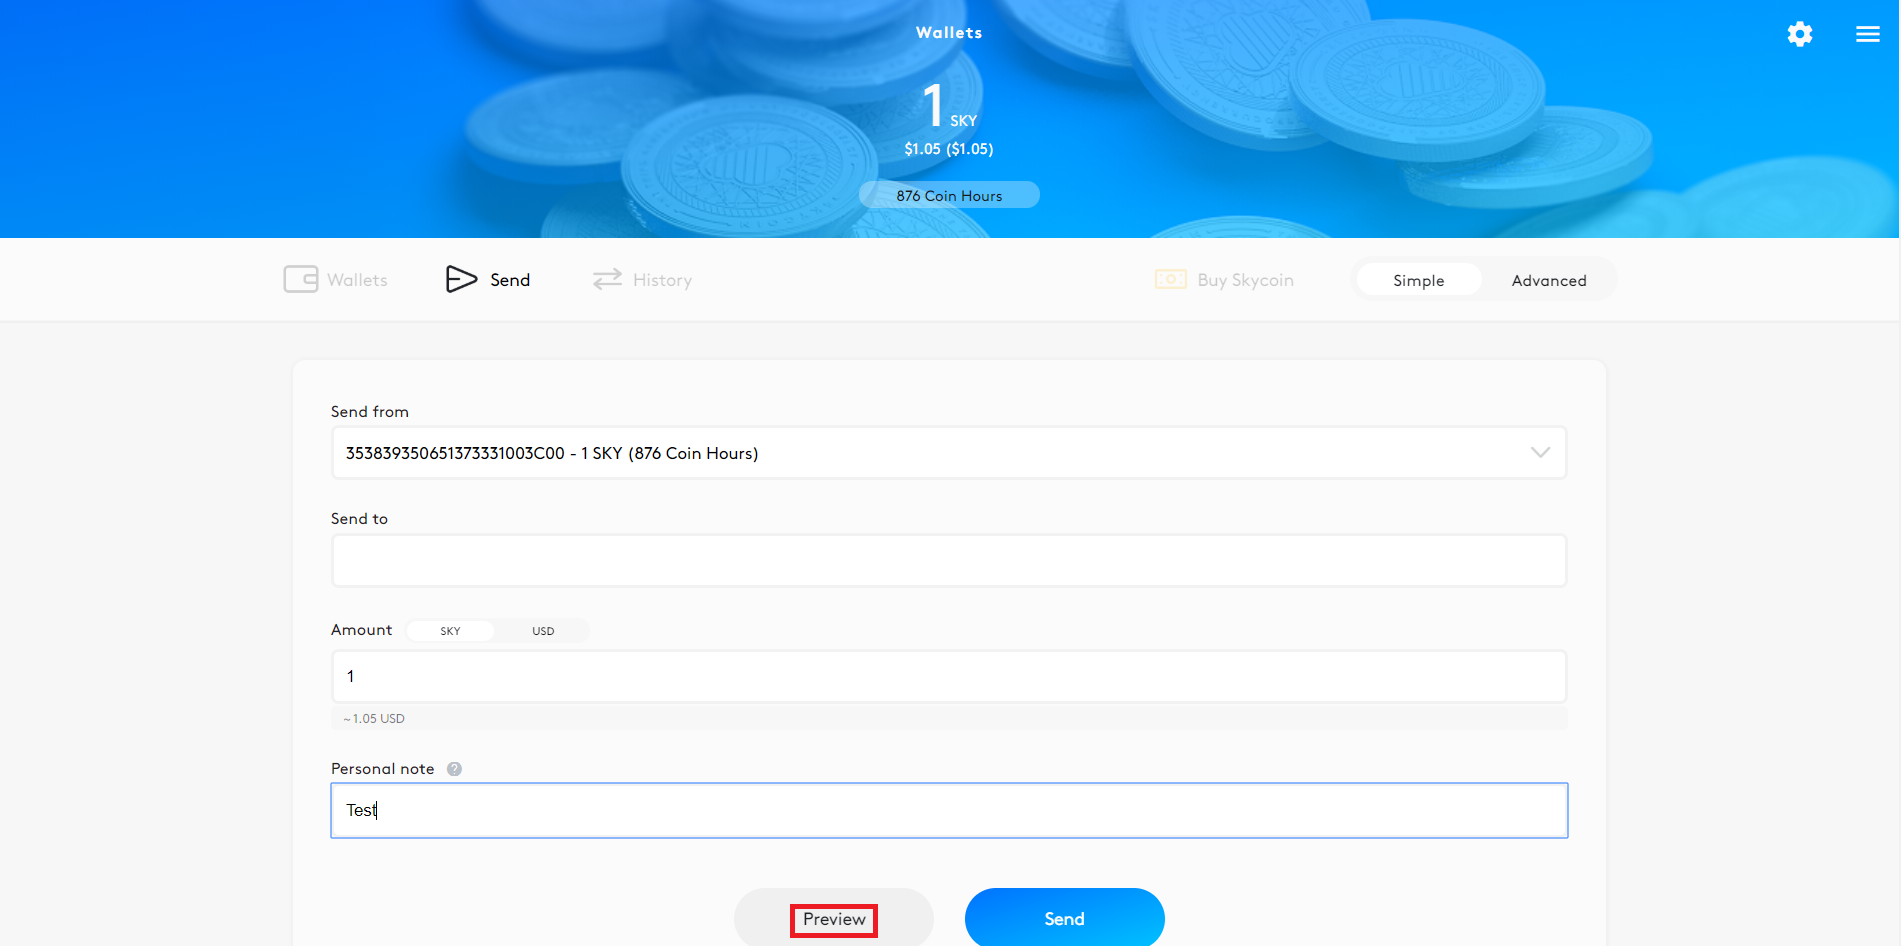 Wallets
1 SKY
$1.05 ($1.05)
876 Coin Hours
Wallets Send History Buy Skycoin Simple Advanced
Send from
353839350651373331003C00 - 1 SKY (876 Coin Hours)
Send to
Amount SKY USD
1
~1.05 USD
Personal note ?
Test
Preview Send